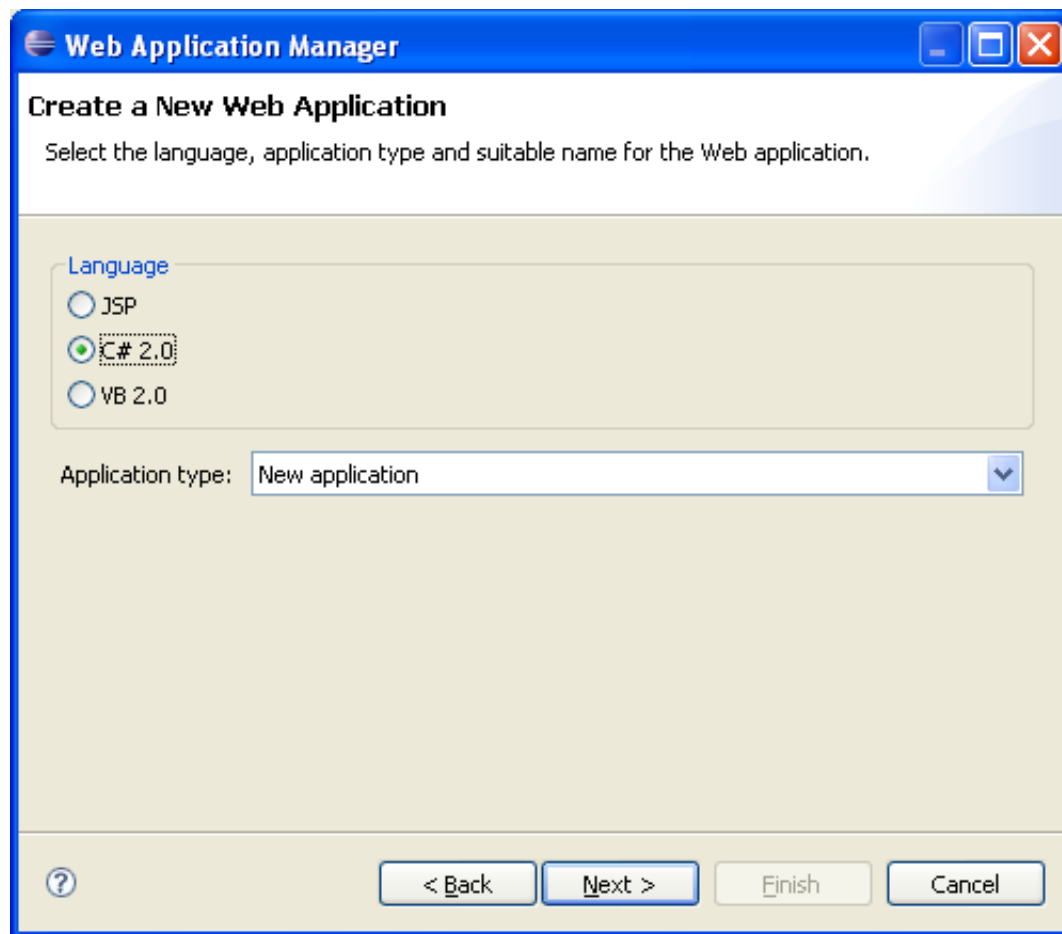 Web Application Manager
Create a New Web Application
Select the language, application type and suitable name for the Web application.
Language
JSP
C# 2.0
VB 2.0
Application type: New application
? < Back Next > Finish Cancel